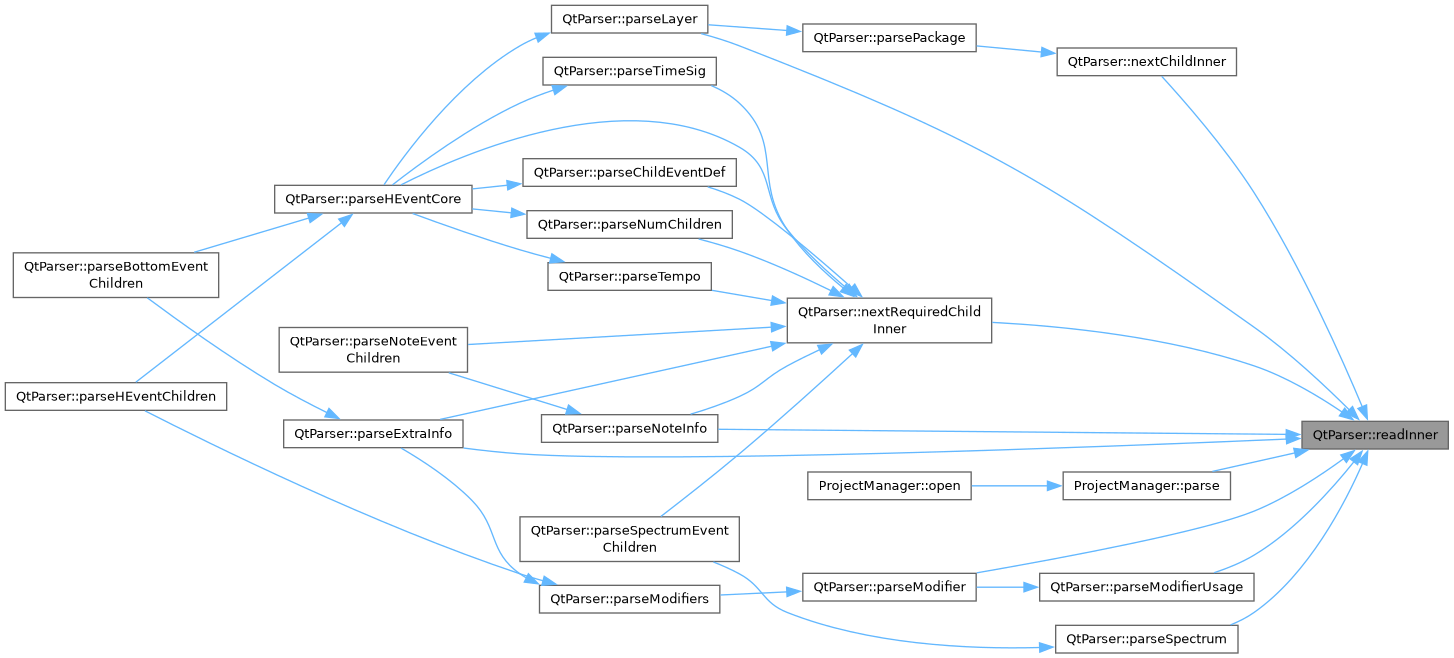 QtParser::parseLayer
QtParser::parsePackage
QtParser::nextChildInner
QtParser::parseTimeSig
QtParser::parseChildEventDef
QtParser::parseHEventCore
QtParser::parseNumChildren
QtParser::parseBottomEvent
Children
QtParser::parseTempo
QtParser::nextRequiredChild
Inner
QtParser::parseNoteEvent
Children
QtParser::parseHEventChildren
QtParser::parseExtraInfo
QtParser::parseNoteInfo
QtParser::readInner
ProjectManager::open
ProjectManager::parse
QtParser::parseSpectrumEvent
Children
QtParser::parseModifiers
QtParser::parseModifier
QtParser::parseModifierUsage
QtParser::parseSpectrum